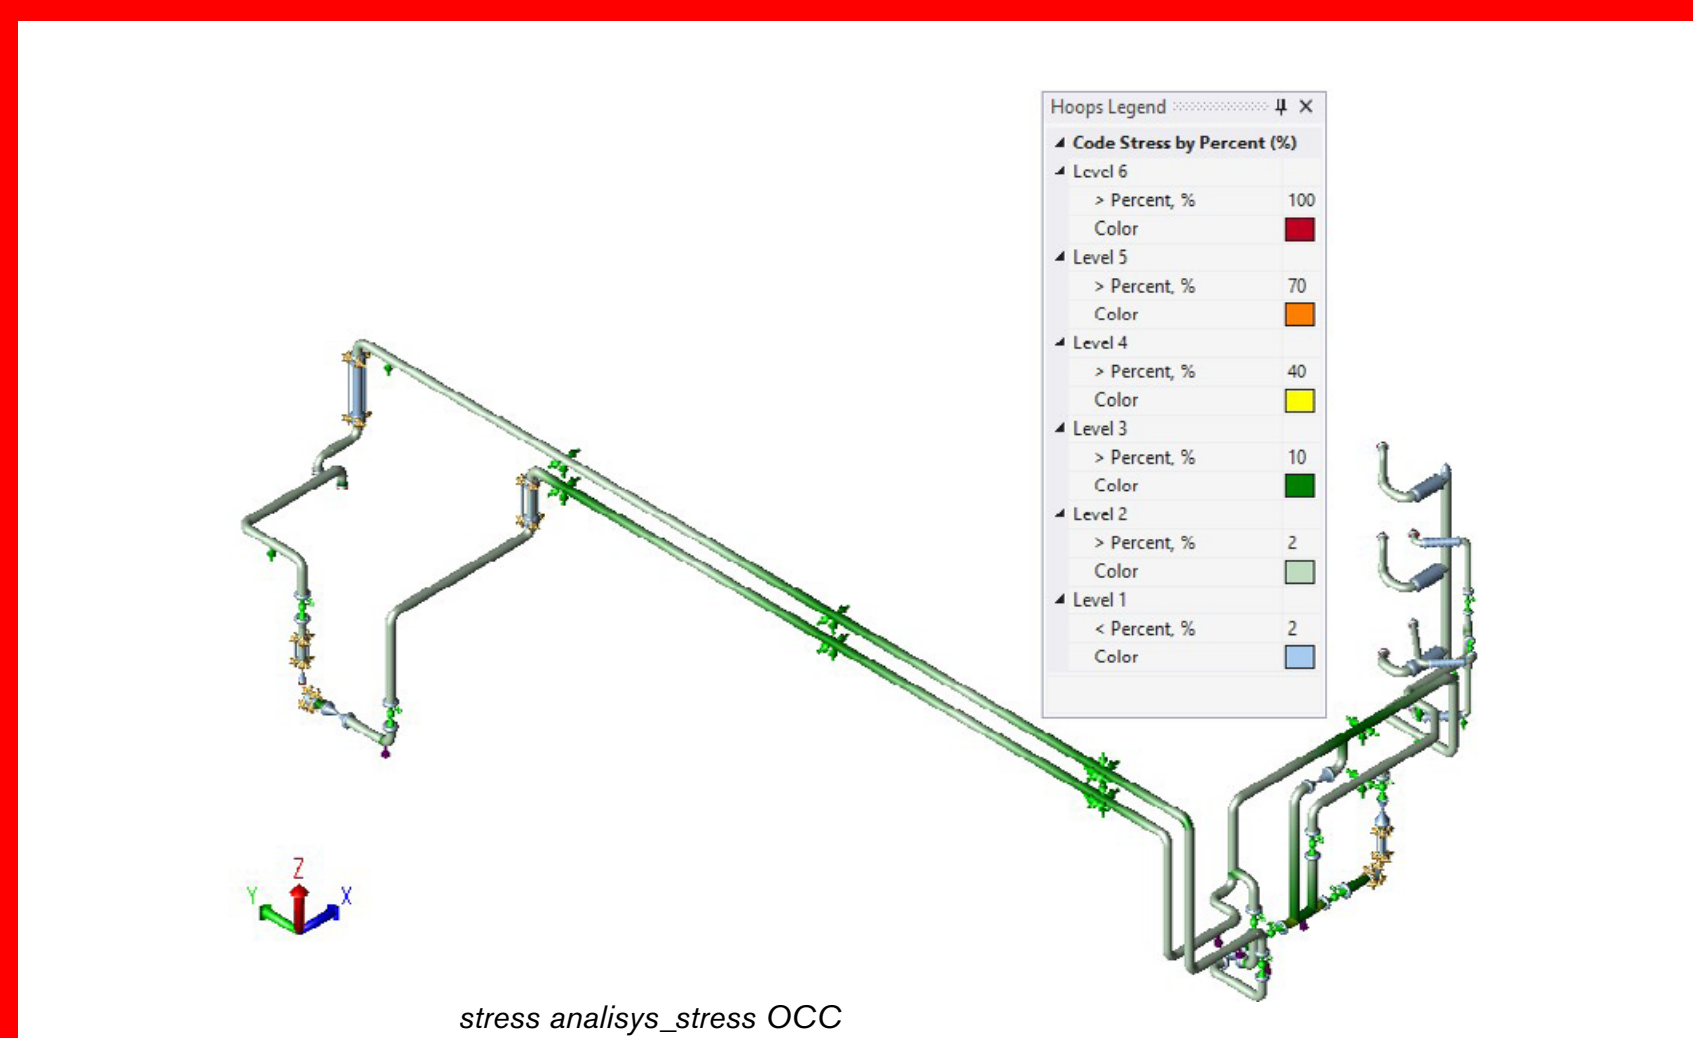 Hoops Legend
Code Stress by Percent (%)
Level 6
> Percent, % 100
Color
Level 5
> Percent, % 70
Color
Level 4
> Percent, % 40
Color
Level 3
> Percent, % 10
Color
Level 2
> Percent, % 2
Color
Level 1
< Percent, % 2
Color
Z
Y X
stress analisys_stress OCC